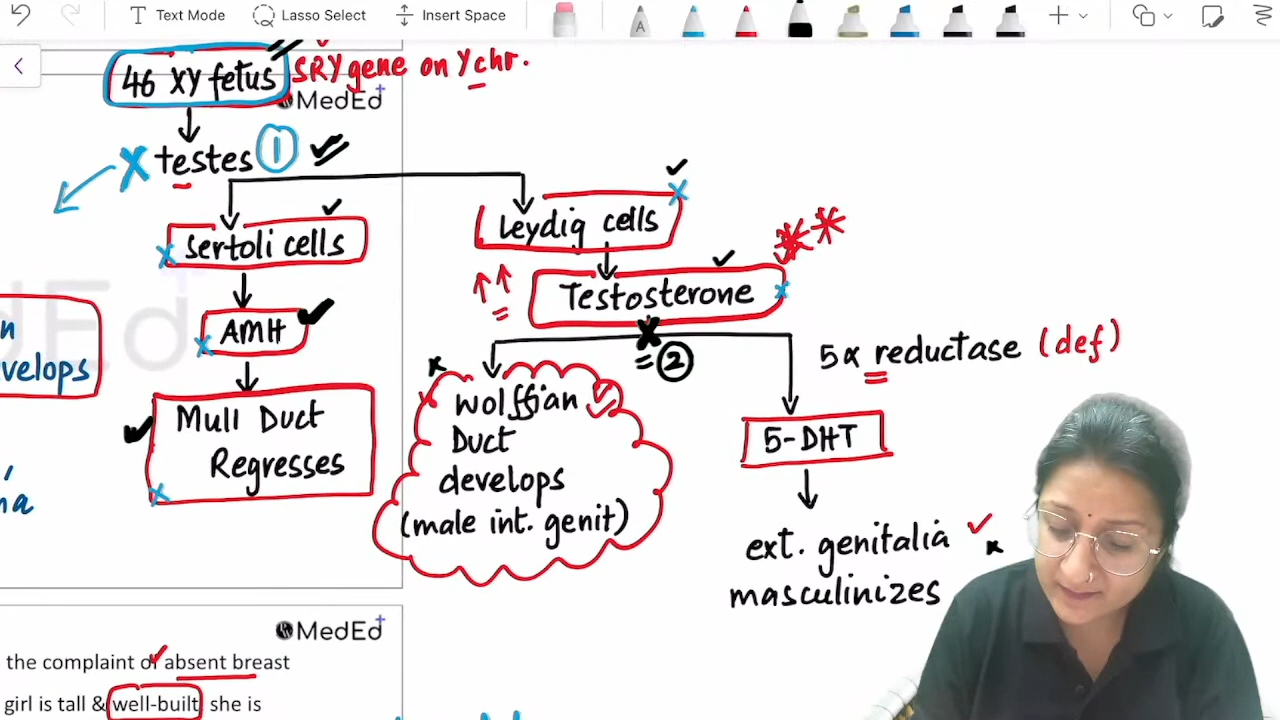 Text Mode
Lasso Select
Insert Space
46 XY fetus
SRY gene on Y chr.
MedEd
testes 1
Sertoli cells
AMH
Mull Duct
Regresses
Leydig cells
Testosterone
= 2
Wolffian
Duct
develops
(male int. genit)
5α reductase (def)
5-DHT
ext. genitalia
masculinizes
n
velops
MedEd
the complaint of absent breast
girl is tall & well-built, she is